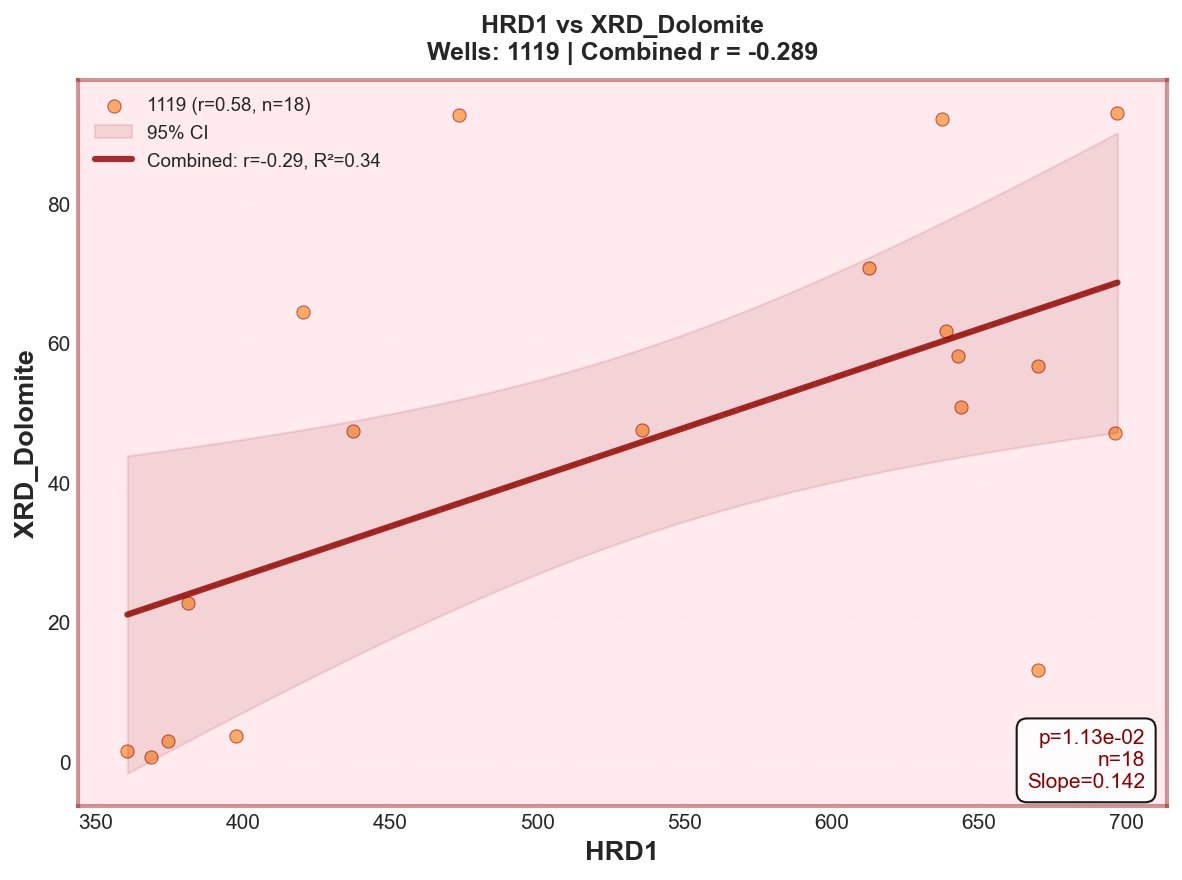 HRD1 vs XRD_Dolomite
Wells: 1119 | Combined r = -0.289
1119 (r=0.58, n=18)
95% CI
Combined: r=-0.29, R²=0.34
XRD_Dolomite
80
60
40
20
0
p=1.13e-02
n=18
Slope=0.142
350 400 450 500 550 600 650 700
HRD1